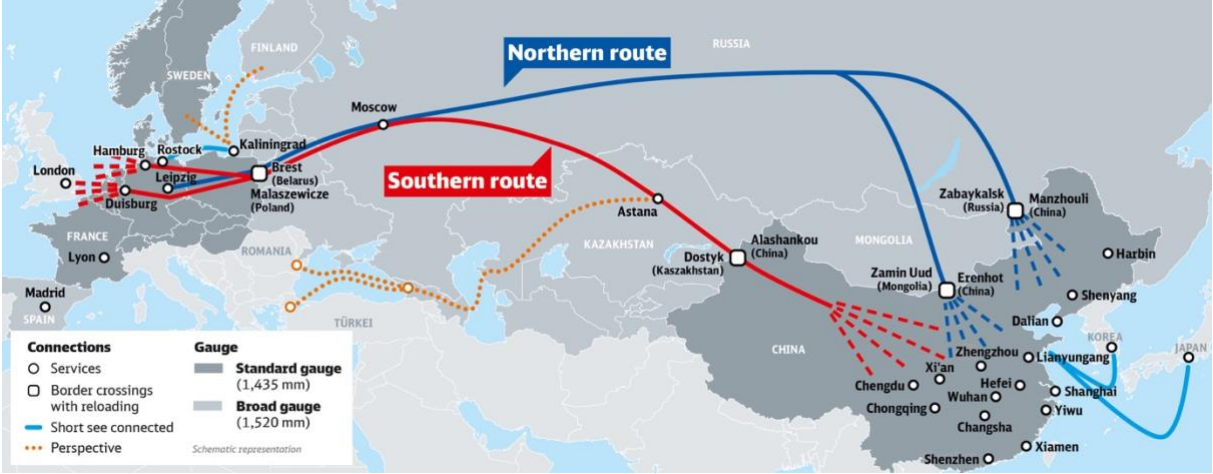 FINLAND
SWEDEN
RUSSIA
Northern route
Moscow
Kaliningrad
Hamburg
Rostock
London
Leipzig
Duisburg
Brest
(Belarus)
Malaszewicze
(Poland)
Southern route
Astana
FRANCE
Lyon
ROMANIA
Madrid
SPAIN
TÜRKEI
KAZAKHSTAN
Dostyk
(Kaszakhstan)
Alashankou
(China)
MONGOLIA
Zabaykalsk
(Russia)
Manzhouli
(China)
Zamin Uud
(Mongolia)
Erenhot
(China)
Harbin
Shenyang
Dalian
KOREA
JAPAN
CHINA
Zhengzhou
Lianyungang
Xi'an
Chengdu
Hefei
Wuhan
Shanghai
Chongqing
Yiwu
Changsha
Xiamen
Shenzhen
Connections
Services
Border crossings
with reloading
Short see connected
Perspective
Gauge
Standard gauge
(1,435 mm)
Broad gauge
(1,520 mm)
Schematic representation